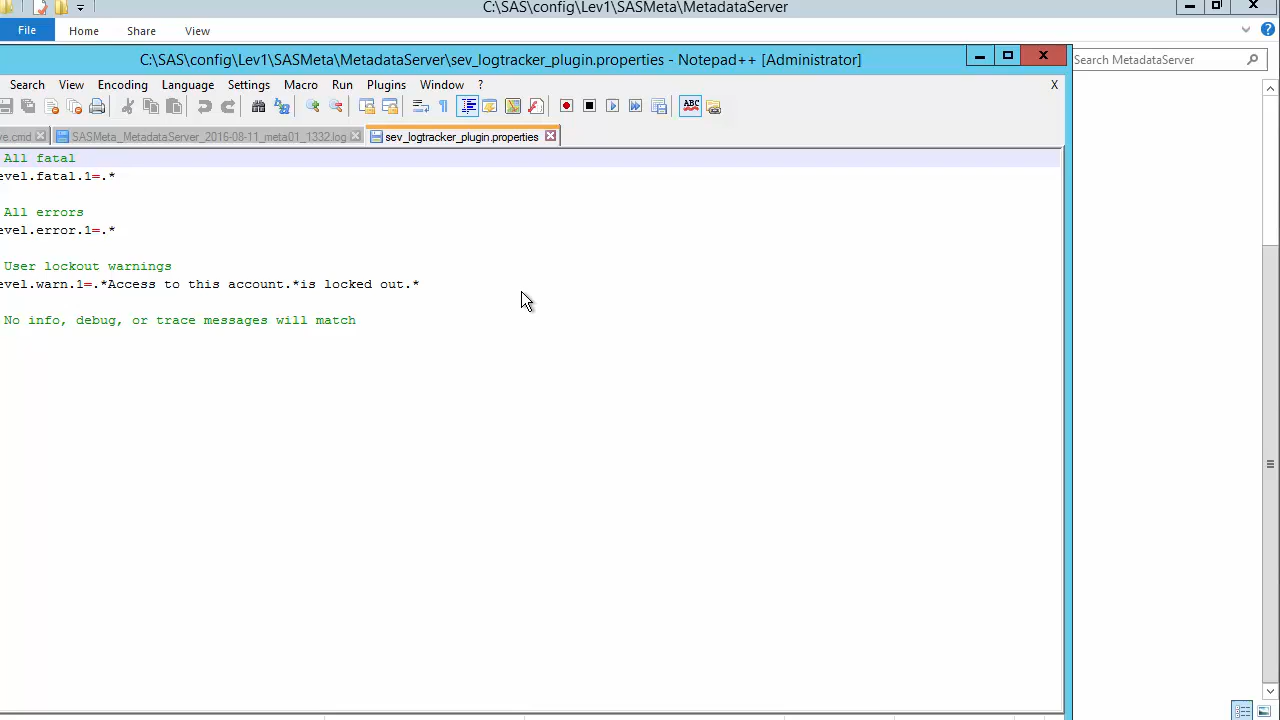 C:\SAS\config\Lev1\SASMeta\MetadataServer
File Home Share View
C:\SAS\config\Lev1\SASMeta\MetadataServer\sev_logtracker_plugin.properties - Notepad++ [Administrator]
Search MetadataServer
Search View Encoding Language Settings Macro Run Plugins Window ? X
ABC
ve.cmd SASMeta_MetadataServer_2016-08-11_meta01_1332.log sev_logtracker_plugin.properties
All fatal
evel.fatal.1=.*
All errors
evel.error.1=.*
User lockout warnings
evel.warn.1=.*Access to this account.*is locked out.*
No info, debug, or trace messages will match